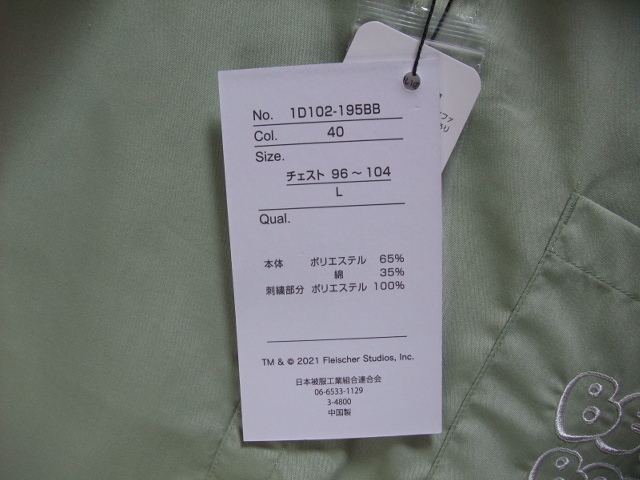 No. 1D102-195BB
Col. 40
Size.
チェスト 96～104
L
Qual.
本体 ポリエステル 65%
綿 35%
刺繍部分 ポリエステル 100%
TM & © 2021 Fleischer Studios, Inc.
日本被服工業組合連合会
06-6533-1129
3-4800
中国製